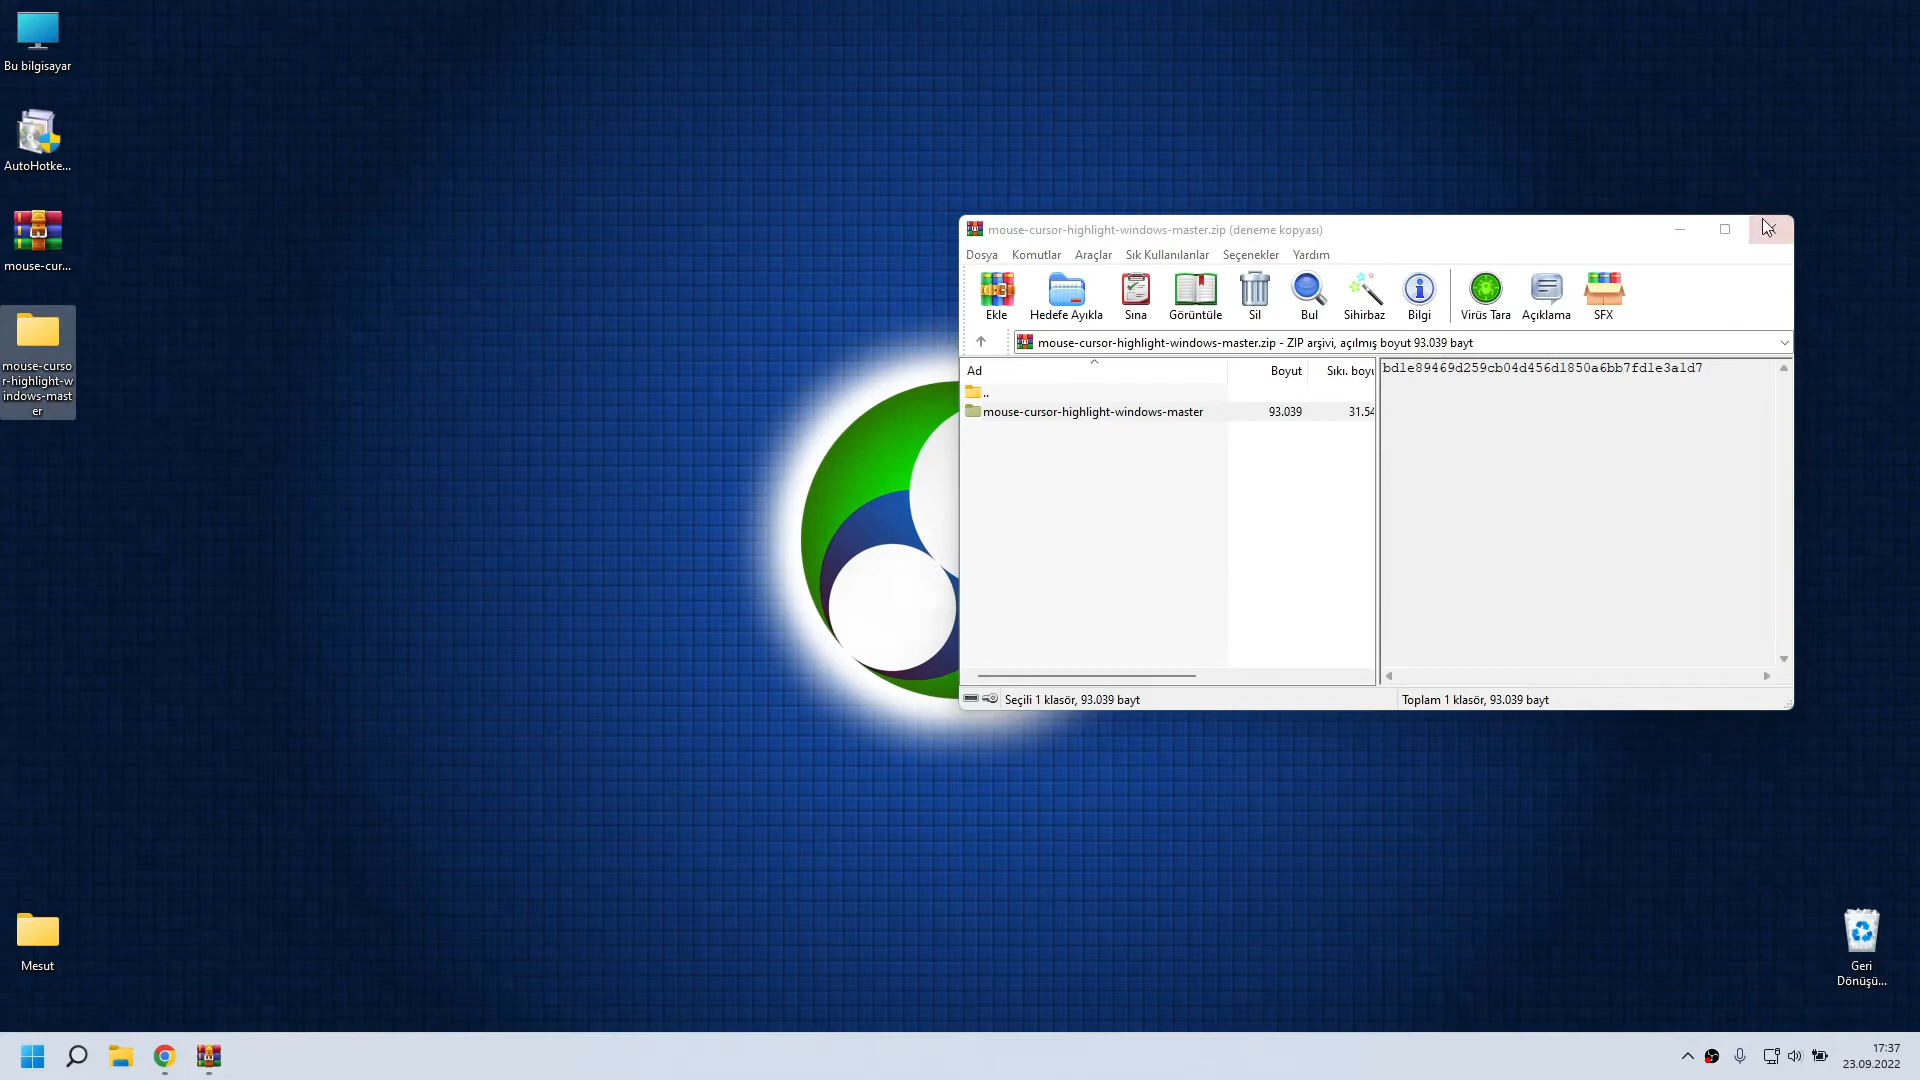 Bu bilgisayar
AutoHotke...
mouse-cur...
mouse-curso
r-highlight-w
indows-mast
er
Mesut
mouse-cursor-highlight-windows-master.zip (deneme kopyası)
Dosya Komutlar Araçlar Sık Kullanılanlar Seçenekler Yardım
Ekle Hedefe Ayıkla Sına Görüntüle Sil Bul Sihirbaz Bilgi Virüs Tara Açıklama SFX
mouse-cursor-highlight-windows-master.zip - ZIP arşivi, açılmış boyut 93.039 bayt
Ad Boyut Sıkı. boyu
..
mouse-cursor-highlight-windows-master 93.039 31.54
bd1e89469d259cb04d456d1850a6bb7fd1e3a1d7
Seçili 1 klasör, 93.039 bayt
Toplam 1 klasör, 93.039 bayt
Geri
Dönüşü...
17:37
23.09.2022